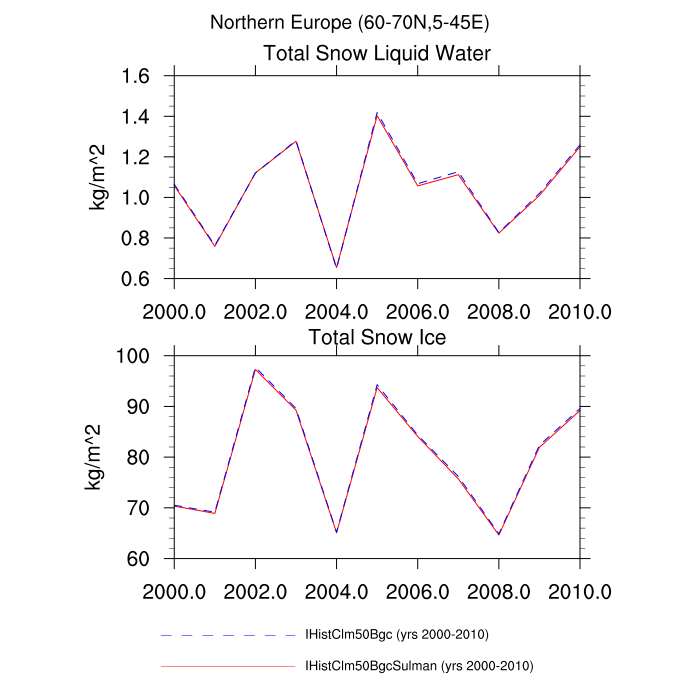 Northern Europe (60-70N,5-45E)
Total Snow Liquid Water
1.6
1.4
1.2
1.0
0.8
0.6
kg/m^2
2000.0 2002.0 2004.0 2006.0 2008.0 2010.0
Total Snow Ice
100
90
80
70
60
kg/m^2
2000.0 2002.0 2004.0 2006.0 2008.0 2010.0
IHistClm50Bgc (yrs 2000-2010)
IHistClm50BgcSulman (yrs 2000-2010)